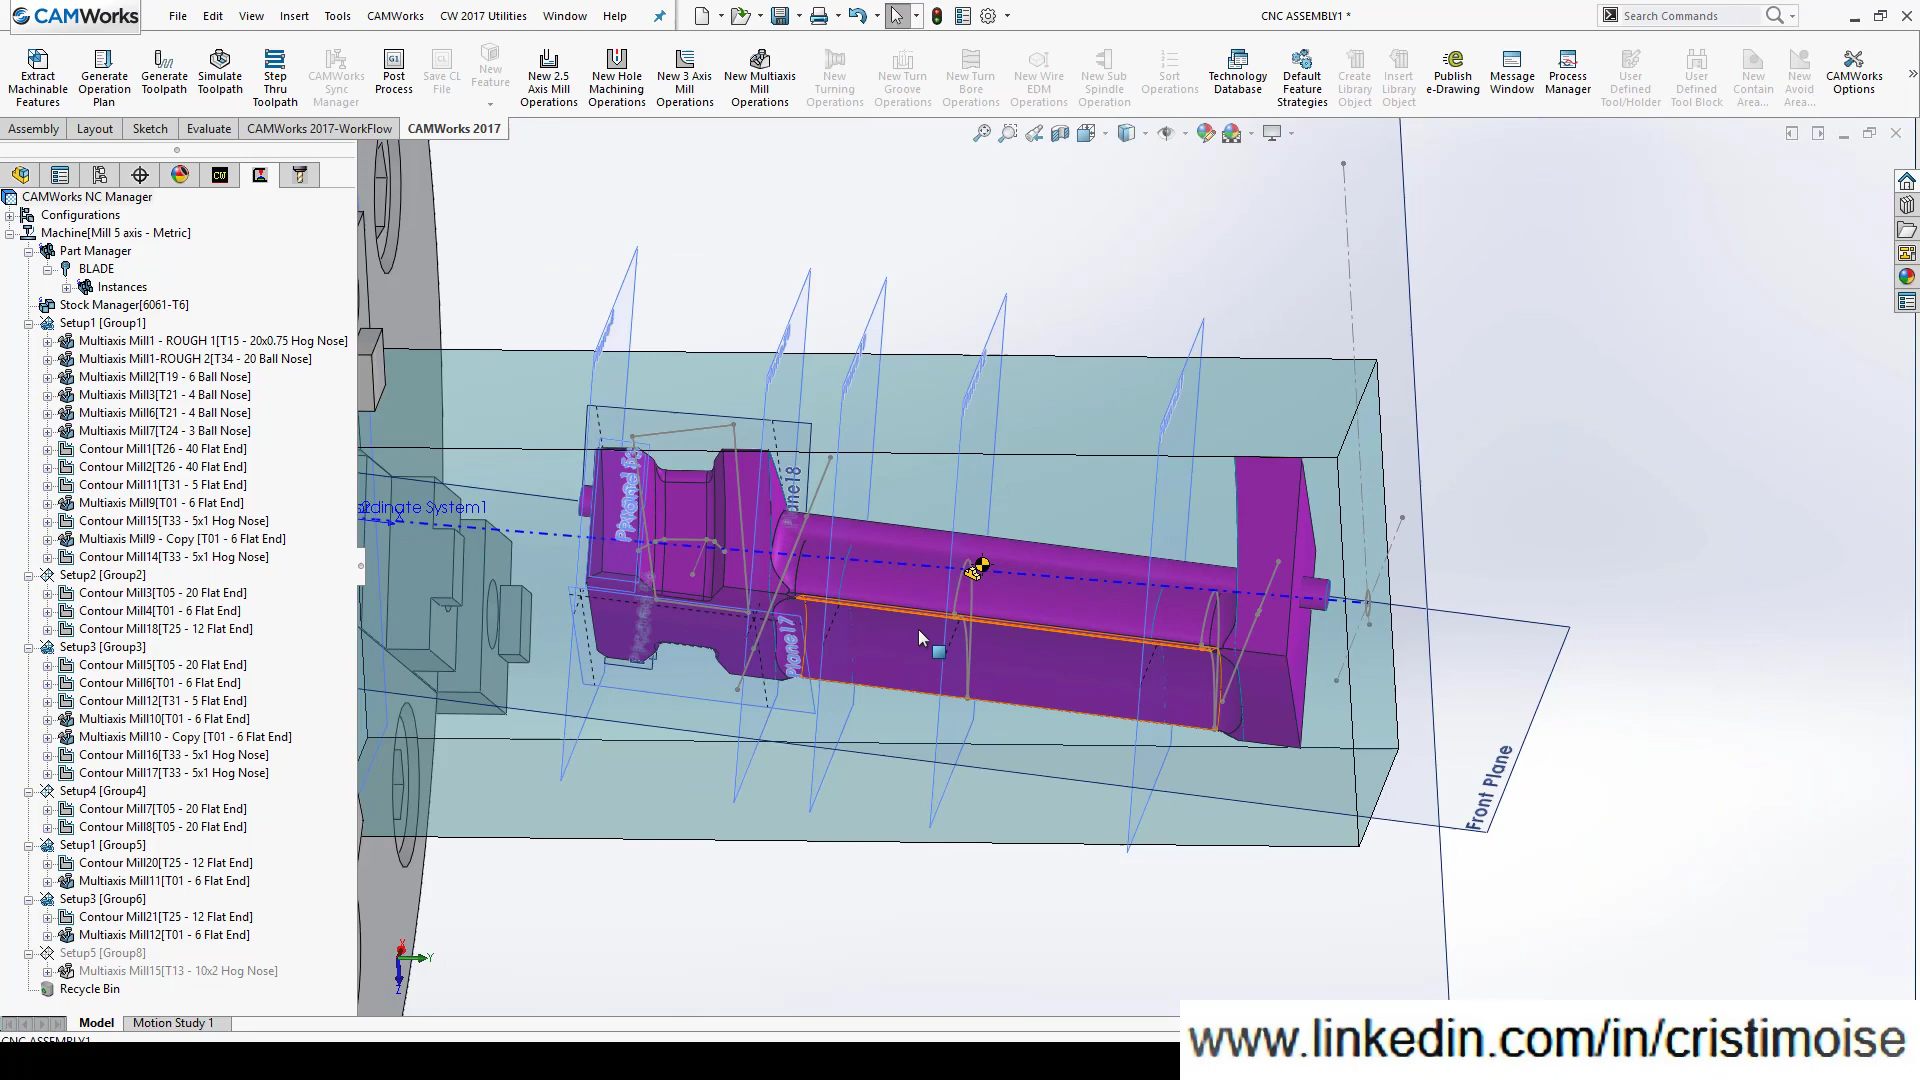 CAMWorks File Edit View Insert Tools CAMWorks CW 2017 Utilities Window Help CNC ASSEMBLY1 * Search Commands
Extract Machinable Features
Generate Operation Plan
Generate Toolpath
Simulate Toolpath
Step Thru Toolpath
CAMWorks Sync Manager
Post Process
Save CL File
New Feature
New 2.5 Axis Mill Operations
New Hole Machining Operations
New 3 Axis Mill Operations
New Multiaxis Mill Operations
New Turning Operations
New Turn Groove Operations
New Turn Bore Operations
New Wire EDM Operations
New Sub Spindle Operation
Sort Operations
Technology Database
Default Feature Strategies
Create Library Object
Insert Library Object
Publish e-Drawing
Message Window
Process Manager
User Defined Tool/Holder
User Defined Tool Block
New Contain Area...
New Avoid Area...
CAMWorks Options
Assembly Layout Sketch Evaluate CAMWorks 2017-WorkFlow CAMWorks 2017
CAMWorks NC Manager
Configurations
Machine[Mill 5 axis - Metric]
Part Manager
BLADE
Instances
Stock Manager[6061-T6]
Setup1 [Group1]
Multiaxis Mill1 - ROUGH 1[T15 - 20x0.75 Hog Nose]
Multiaxis Mill1-ROUGH 2[T34 - 20 Ball Nose]
Multiaxis Mill2[T19 - 6 Ball Nose]
Multiaxis Mill3[T21 - 4 Ball Nose]
Multiaxis Mill6[T21 - 4 Ball Nose]
Multiaxis Mill7[T24 - 3 Ball Nose]
Contour Mill1[T26 - 40 Flat End]
Contour Mill2[T26 - 40 Flat End]
Contour Mill11[T31 - 5 Flat End]
Multiaxis Mill9[T01 - 6 Flat End]
Contour Mill15[T33 - 5x1 Hog Nose]
Multiaxis Mill9 - Copy [T01 - 6 Flat End]
Contour Mill14[T33 - 5x1 Hog Nose]
Setup2 [Group2]
Contour Mill3[T05 - 20 Flat End]
Contour Mill4[T01 - 6 Flat End]
Contour Mill18[T25 - 12 Flat End]
Setup3 [Group3]
Contour Mill5[T05 - 20 Flat End]
Contour Mill6[T01 - 6 Flat End]
Contour Mill12[T31 - 5 Flat End]
Multiaxis Mill10[T01 - 6 Flat End]
Multiaxis Mill10 - Copy [T01 - 6 Flat End]
Contour Mill16[T33 - 5x1 Hog Nose]
Contour Mill17[T33 - 5x1 Hog Nose]
Setup4 [Group4]
Contour Mill7[T05 - 20 Flat End]
Contour Mill8[T05 - 20 Flat End]
Setup1 [Group5]
Contour Mill20[T25 - 12 Flat End]
Multiaxis Mill11[T01 - 6 Flat End]
Setup3 [Group6]
Contour Mill21[T25 - 12 Flat End]
Multiaxis Mill12[T01 - 6 Flat End]
Setup5 [Group8]
Multiaxis Mill15[T13 - 10x2 Hog Nose]
Recycle Bin
dinate System1
Plane18
Plane17
Front Plane
X
Y
Z
Model Motion Study 1
CNC ASSEMBLY1
www.linkedin.com/in/cristimoise